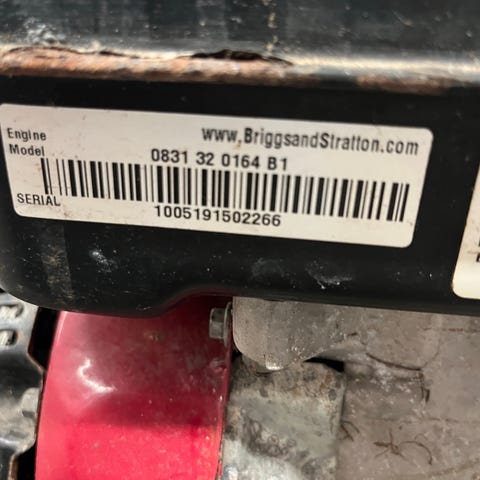 Engine
Model
www.BriggsandStratton.com
0831 32 0164 B1
SERIAL
1005191502266